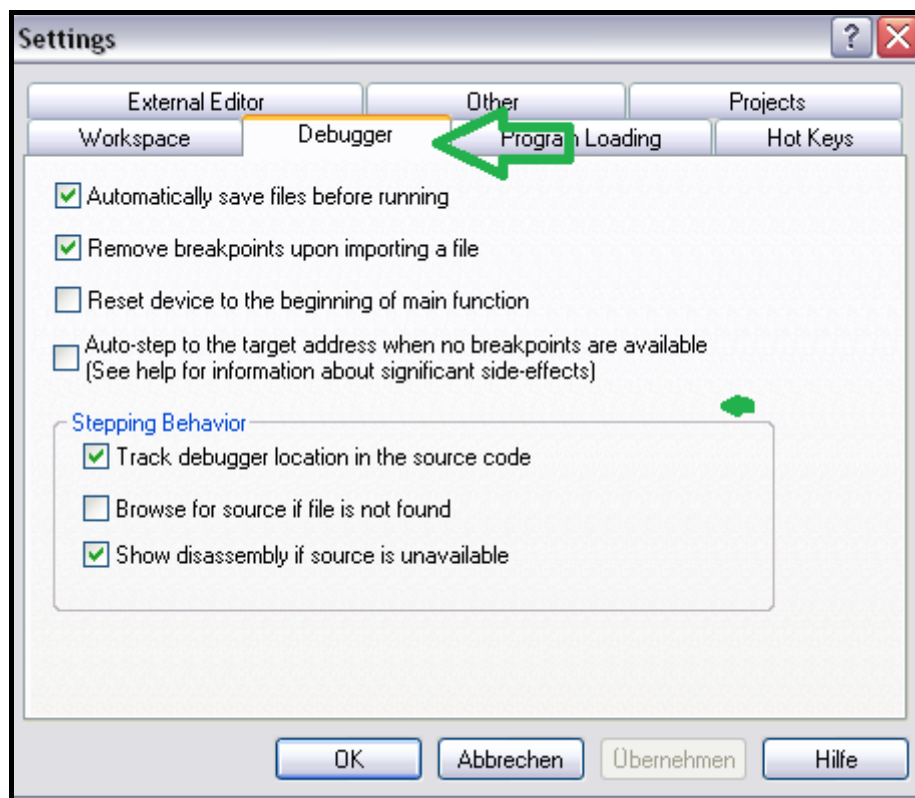 Settings
External Editor
Other
Projects
Workspace
Debugger
Program Loading
Hot Keys
Automatically save files before running
Remove breakpoints upon importing a file
Reset device to the beginning of main function
Auto-step to the target address when no breakpoints are available
(See help for information about significant side-effects)
Stepping Behavior
Track debugger location in the source code
Browse for source if file is not found
Show disassembly if source is unavailable
OK
Abbrechen
Übernehmen
Hilfe